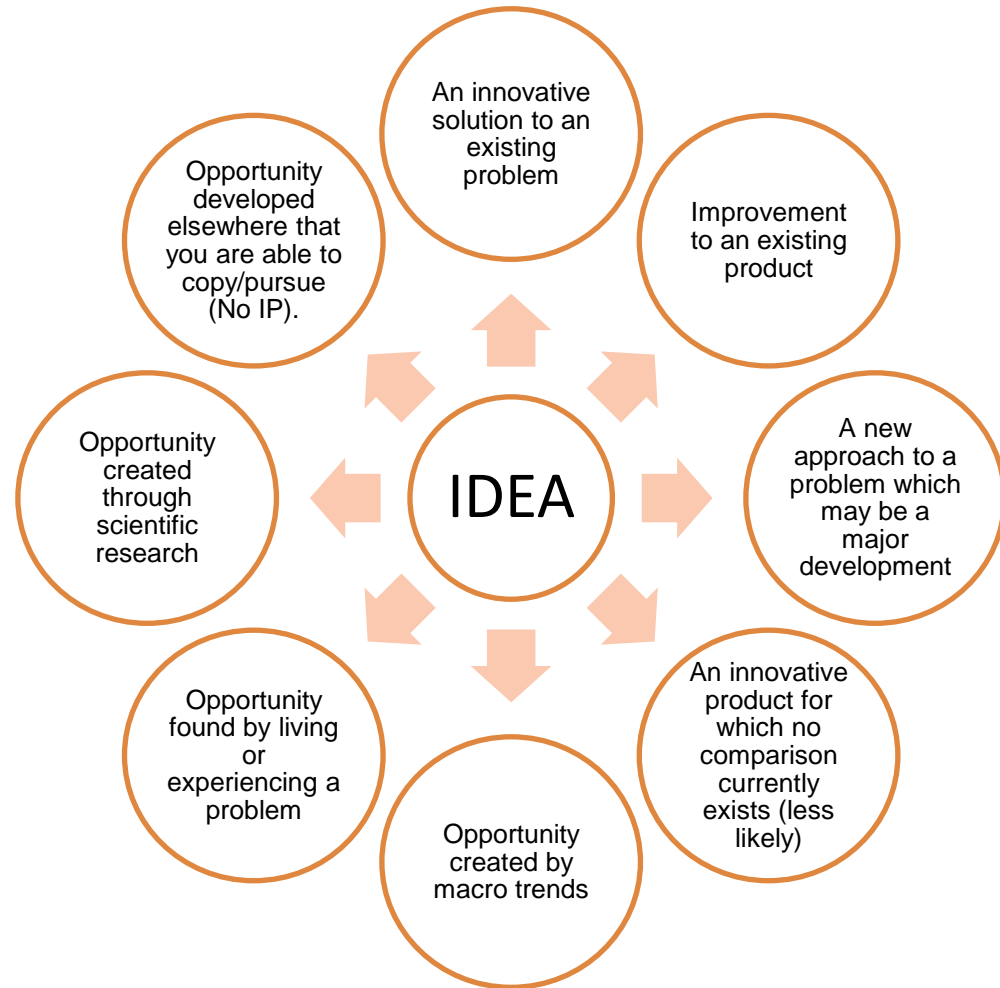 An innovative
solution to an
existing
problem
Improvement
to an existing
product
A new
approach to a
problem which
may be a
major
development
An innovative
product for
which no
comparison
currently
exists (less
likely)
Opportunity
created by
macro trends
Opportunity
found by living
or
experiencing a
problem
Opportunity
created
through
scientific
research
Opportunity
developed
elsewhere that
you are able to
copy/pursue
(No IP).
IDEA